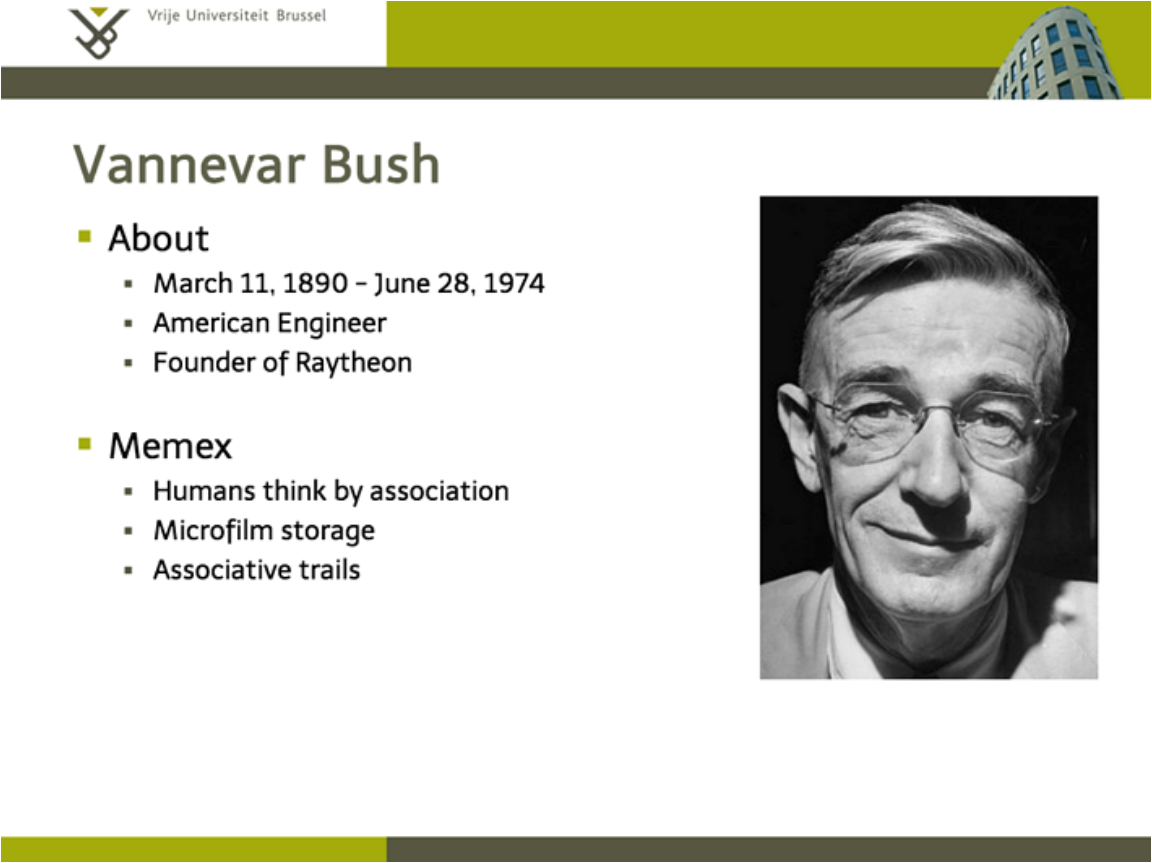 Vrije Universiteit Brussel
Vannevar Bush
About
March 11, 1890 – June 28, 1974
American Engineer
Founder of Raytheon
Memex
Humans think by association
Microfilm storage
Associative trails